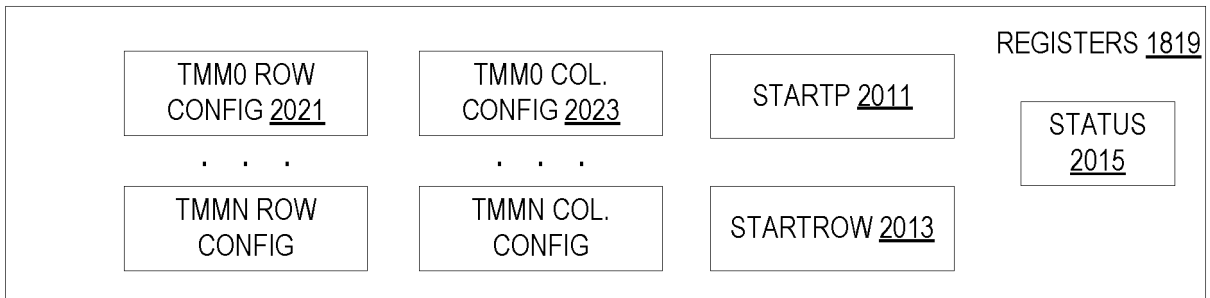 REGISTERS 1819
TMM0 ROW
CONFIG 2021
TMM0 COL.
CONFIG 2023
STARTP 2011
STATUS
2015
. . .
. . .
TMMN ROW
CONFIG
TMMN COL.
CONFIG
STARTROW 2013